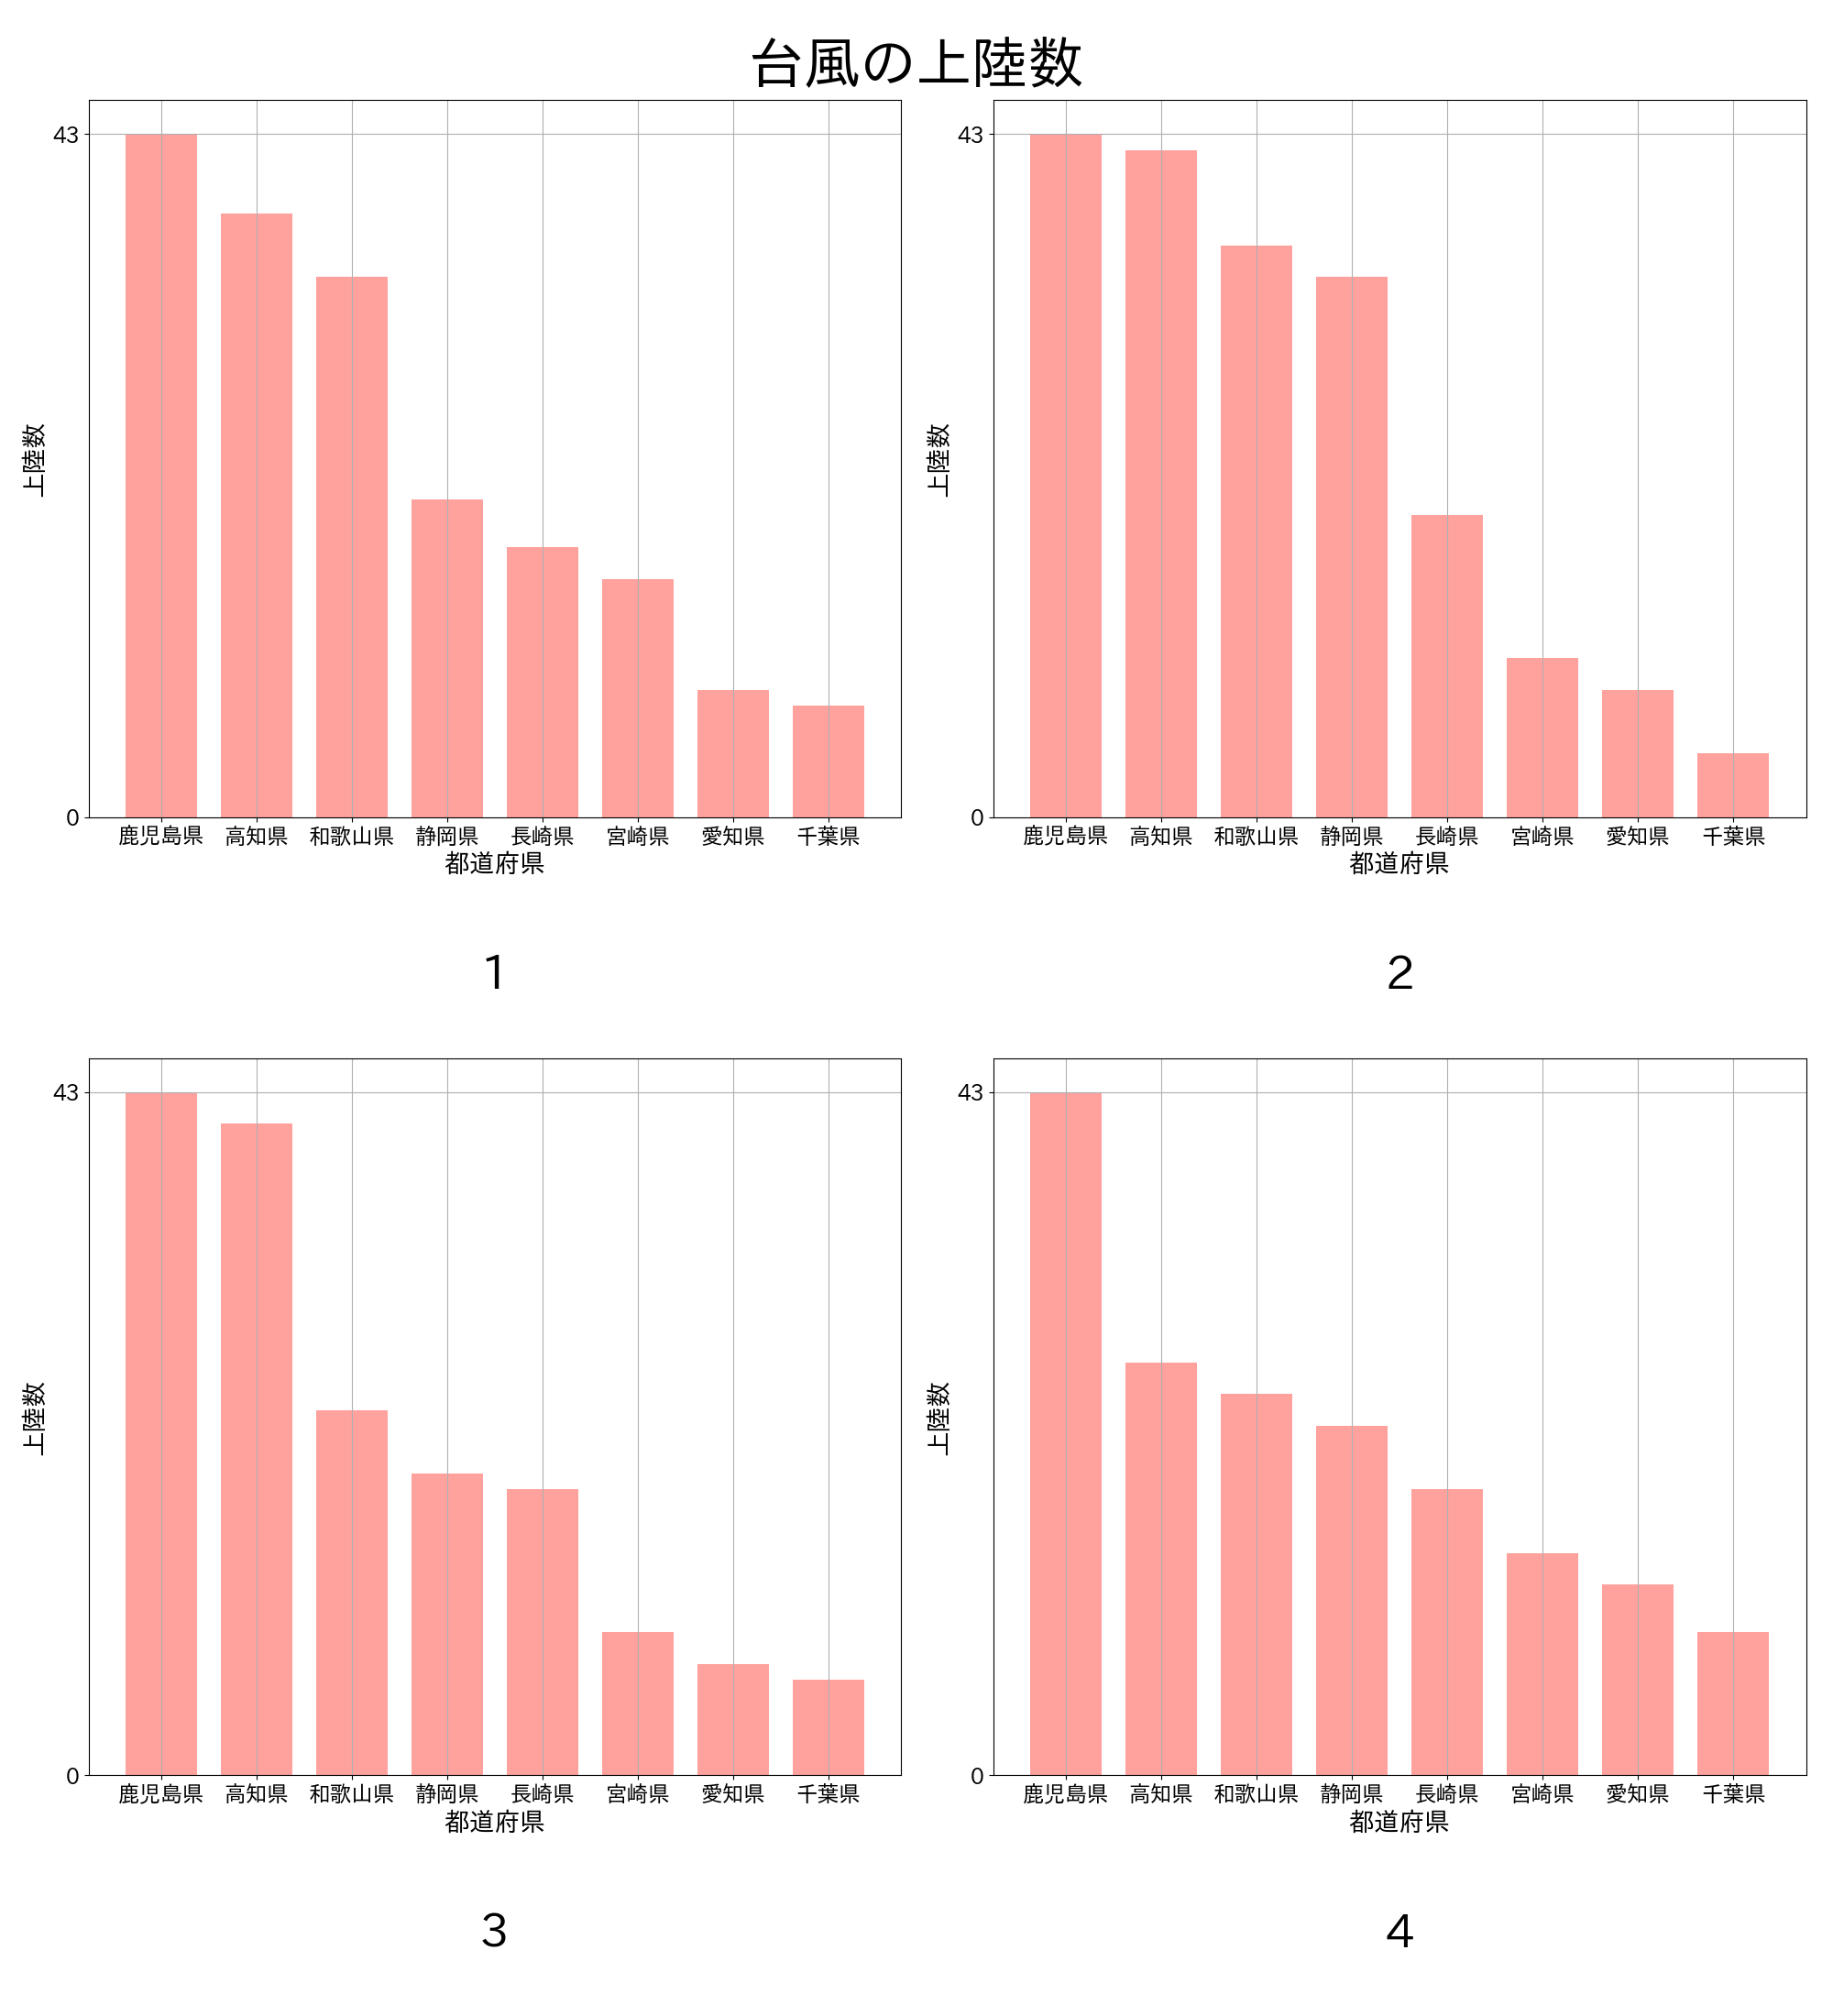 台風の上陸数
43
0
上陸数
鹿児島県 高知県 和歌山県 静岡県 長崎県 宮崎県 愛知県 千葉県
都道府県
1
43
0
上陸数
鹿児島県 高知県 和歌山県 静岡県 長崎県 宮崎県 愛知県 千葉県
都道府県
2
43
0
上陸数
鹿児島県 高知県 和歌山県 静岡県 長崎県 宮崎県 愛知県 千葉県
都道府県
3
43
0
上陸数
鹿児島県 高知県 和歌山県 静岡県 長崎県 宮崎県 愛知県 千葉県
都道府県
4